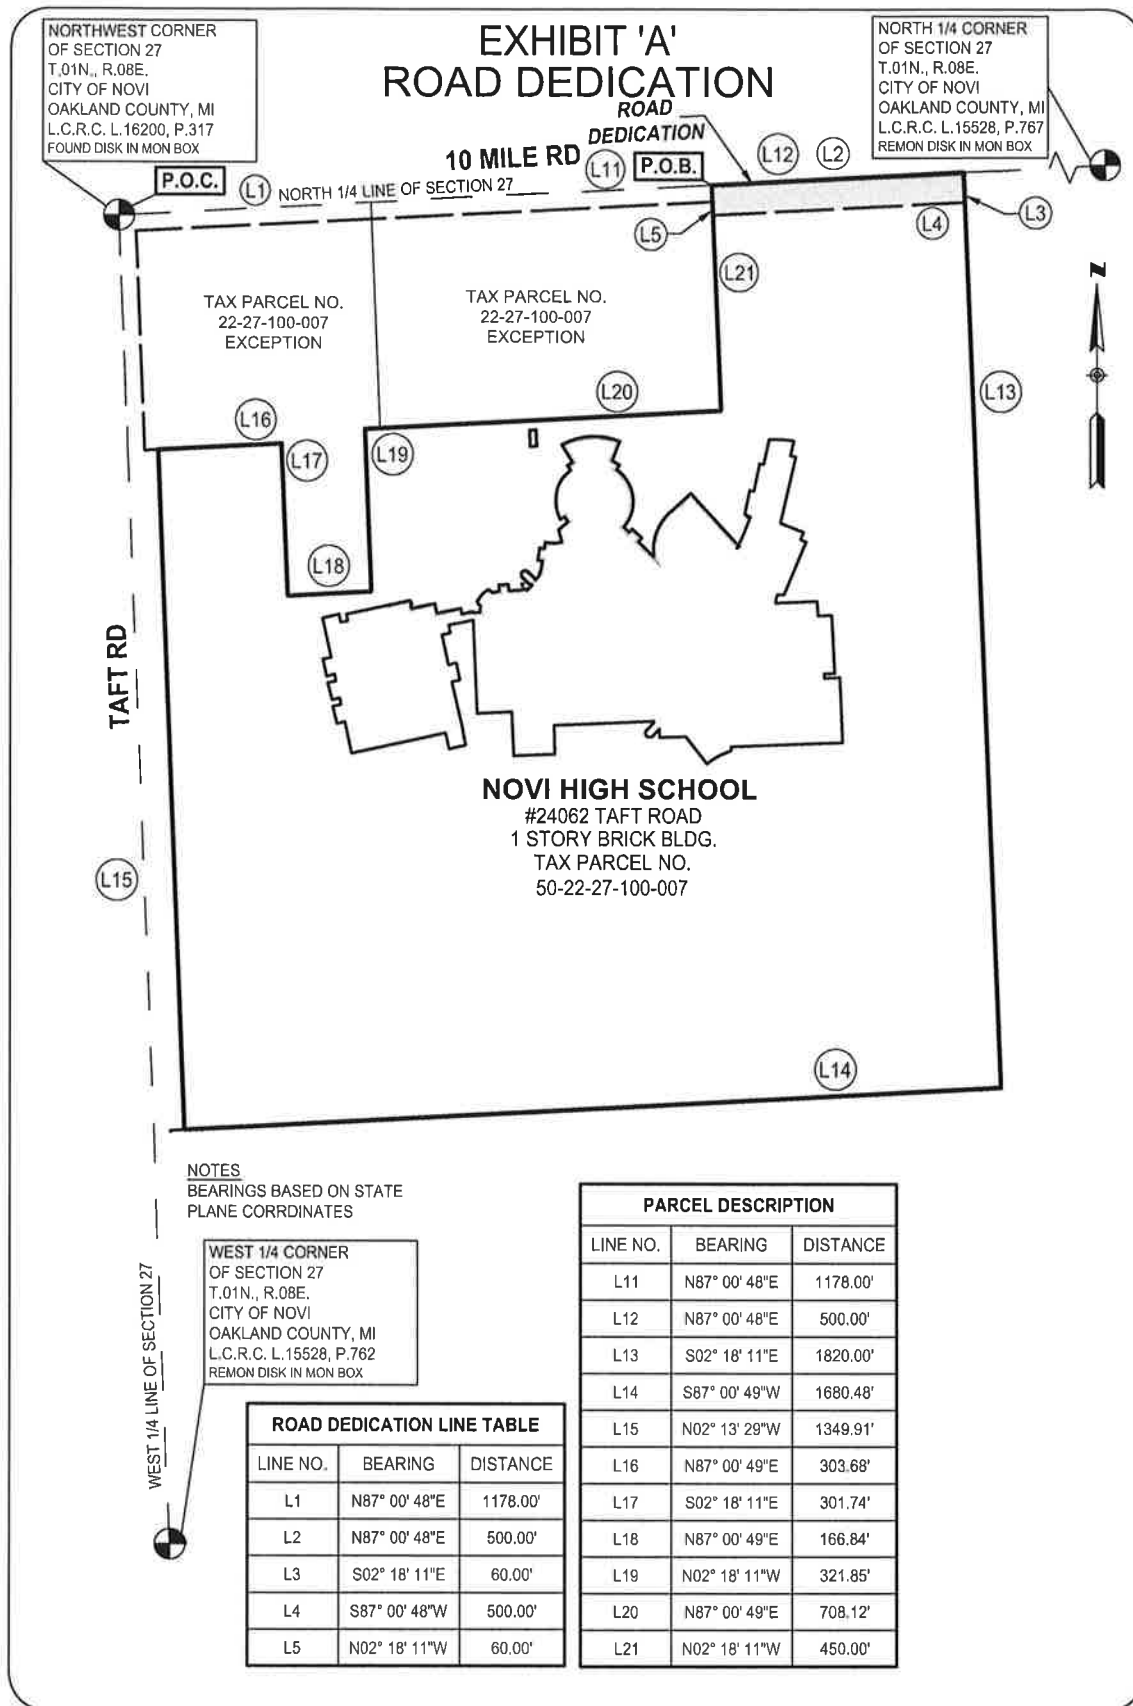 EXHIBIT 'A'
ROAD DEDICATION
NORTHWEST CORNER
OF SECTION 27
T.01N., R.08E.
CITY OF NOVI
OAKLAND COUNTY, MI
L.C.R.C. L.16200, P.317
FOUND DISK IN MON BOX
NORTH 1/4 CORNER
OF SECTION 27
T.01N., R.08E.
CITY OF NOVI
OAKLAND COUNTY, MI
L.C.R.C. L.15528, P.767
REMON DISK IN MON BOX
ROAD
DEDICATION
10 MILE RD
L11
P.O.B.
L12
L2
P.O.C.
L1
NORTH 1/4 LINE OF SECTION 27
L5
L4
L3
L21
N
TAX PARCEL NO.
22-27-100-007
EXCEPTION
TAX PARCEL NO.
22-27-100-007
EXCEPTION
L20
L13
L16
L17
L19
L18
TAFT RD
NOVI HIGH SCHOOL
#24062 TAFT ROAD
1 STORY BRICK BLDG.
TAX PARCEL NO.
50-22-27-100-007
L15
L14
NOTES
BEARINGS BASED ON STATE
PLANE CORRDINATES
WEST 1/4 LINE OF SECTION 27
WEST 1/4 CORNER
OF SECTION 27
T.01N., R.08E.
CITY OF NOVI
OAKLAND COUNTY, MI
L.C.R.C. L.15528, P.762
REMON DISK IN MON BOX
ROAD DEDICATION LINE TABLE
LINE NO. BEARING DISTANCE
L1 N87° 00' 48"E 1178.00'
L2 N87° 00' 48"E 500.00'
L3 S02° 18' 11"E 60.00'
L4 S87° 00' 48"W 500.00'
L5 N02° 18' 11"W 60.00'
PARCEL DESCRIPTION
LINE NO. BEARING DISTANCE
L11 N87° 00' 48"E 1178.00'
L12 N87° 00' 48"E 500.00'
L13 S02° 18' 11"E 1820.00'
L14 S87° 00' 49"W 1680.48'
L15 N02° 13' 29"W 1349.91'
L16 N87° 00' 49"E 303.68'
L17 S02° 18' 11"E 301.74'
L18 N87° 00' 49"E 166.84'
L19 N02° 18' 11"W 321.85'
L20 N87° 00' 49"E 708.12'
L21 N02° 18' 11"W 450.00'